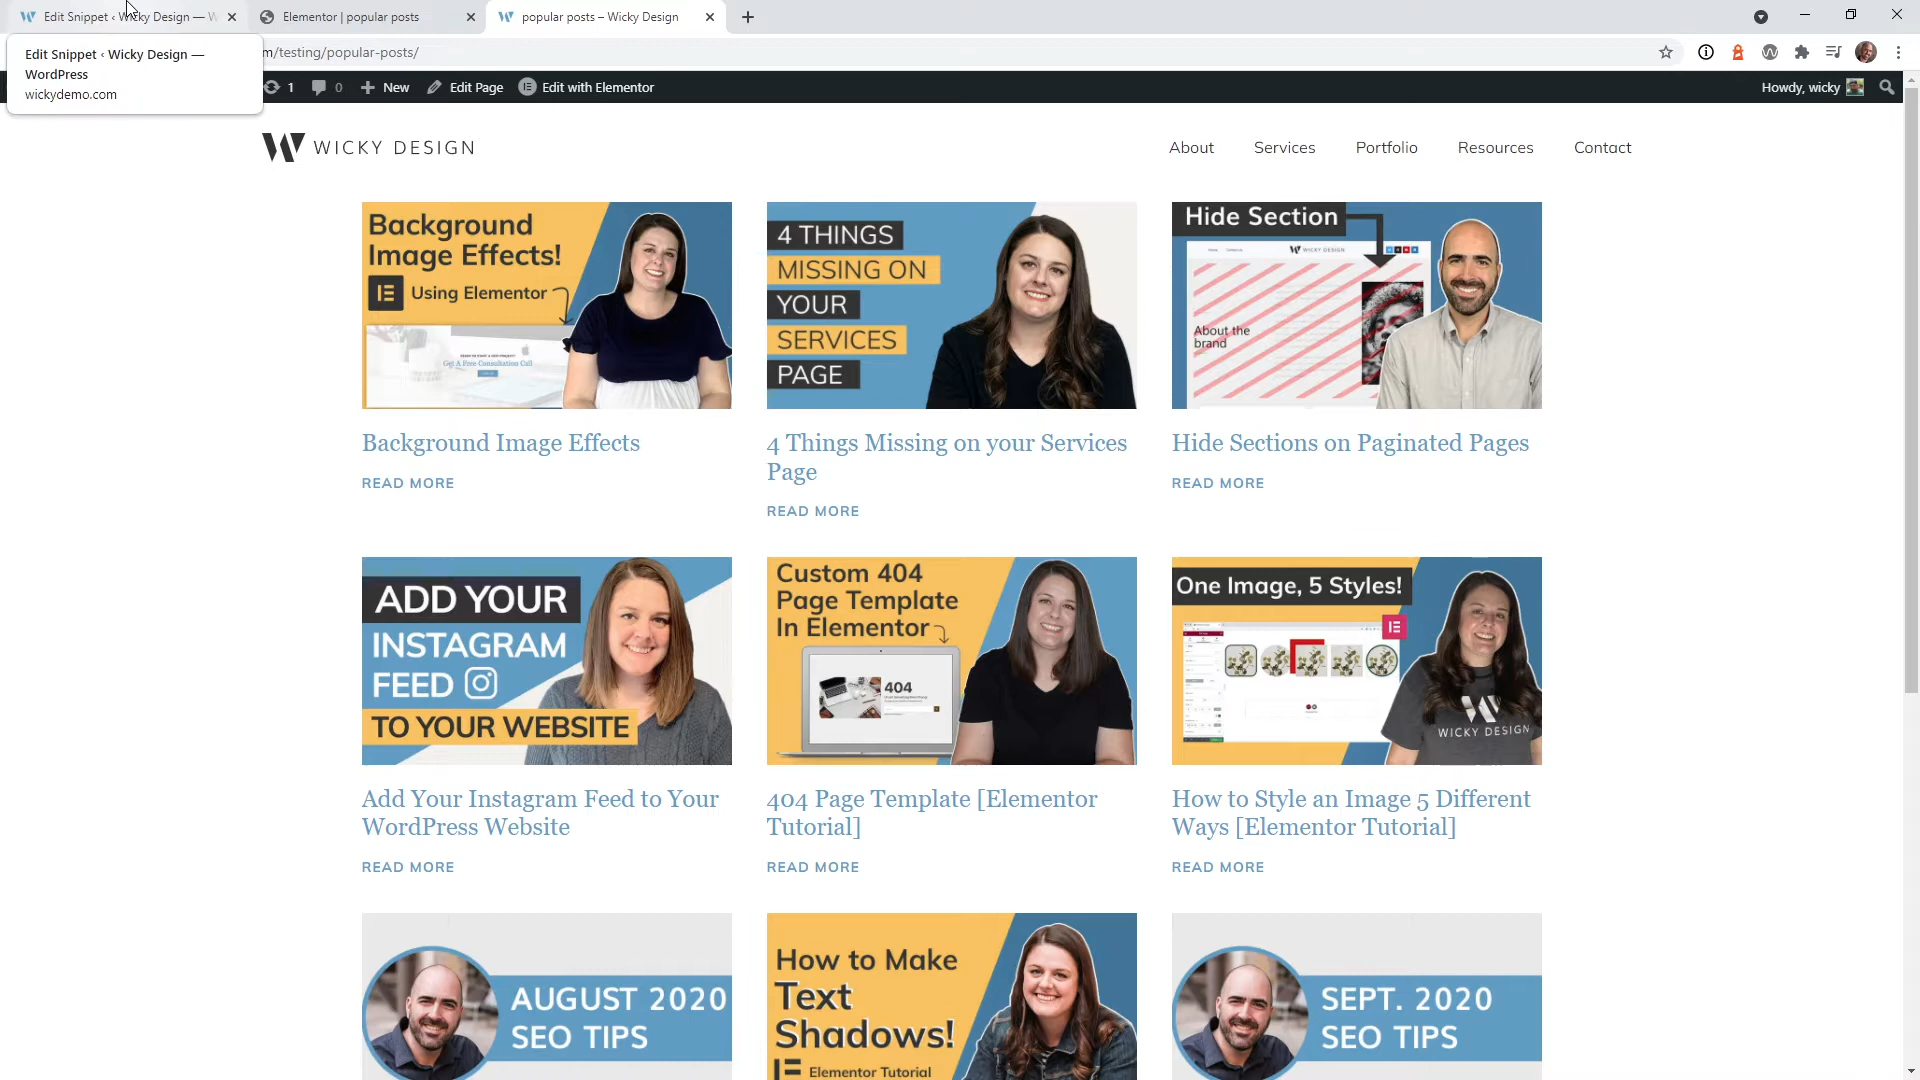 Edit Snippet ‹ Wicky Design — W
Elementor | popular posts
popular posts – Wicky Design
Edit Snippet ‹ Wicky Design —
WordPress
wickydemo.com
m/testing/popular-posts/
1
0
New
Edit Page
Edit with Elementor
Howdy, wicky
WICKY DESIGN
About
Services
Portfolio
Resources
Contact
Background
Image Effects!
Using Elementor
Get A Free Consultation Call
4 THINGS
MISSING ON
YOUR
SERVICES
PAGE
Hide Section
WICKY DESIGN
About the
brand
Background Image Effects
READ MORE
4 Things Missing on your Services
Page
READ MORE
Hide Sections on Paginated Pages
READ MORE
ADD YOUR
INSTAGRAM
FEED
TO YOUR WEBSITE
Custom 404
Page Template
In Elementor
404
One Image, 5 Styles!
WICKY DESIGN
Add Your Instagram Feed to Your
WordPress Website
READ MORE
404 Page Template [Elementor
Tutorial]
READ MORE
How to Style an Image 5 Different
Ways [Elementor Tutorial]
READ MORE
AUGUST 2020
SEO TIPS
How to Make
Text
Shadows!
Elementor Tutorial
SEPT. 2020
SEO TIPS